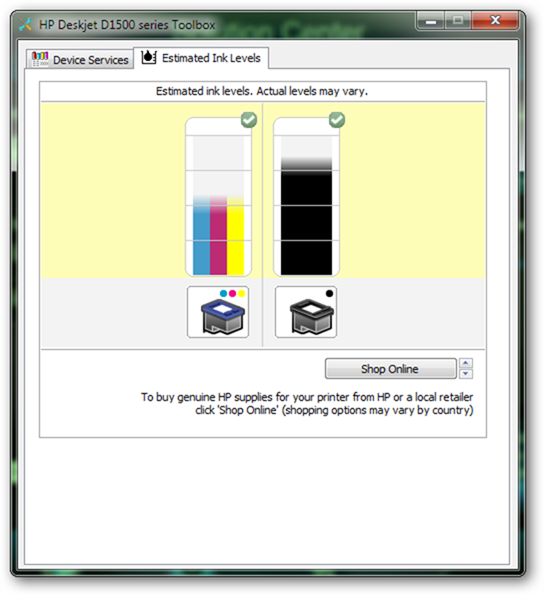 HP Deskjet D1500 series Toolbox
Device Services
Estimated Ink Levels
Estimated ink levels. Actual levels may vary.
Shop Online
To buy genuine HP supplies for your printer from HP or a local retailer
click 'Shop Online' (shopping options may vary by country)